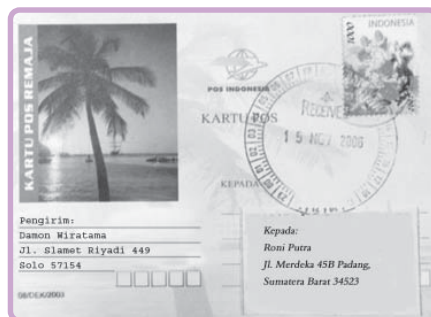 KARTU POS REMAJA
INDONESIA
1000
POS INDONESIA
KARTU POS
15 NOV 2006
KEPADA
Pengirim:
Damon Wiratama
Jl. Slamet Riyadi 449
Solo 57154
Kepada:
Roni Putra
Jl. Merdeka 45B Padang,
Sumatera Barat 34523